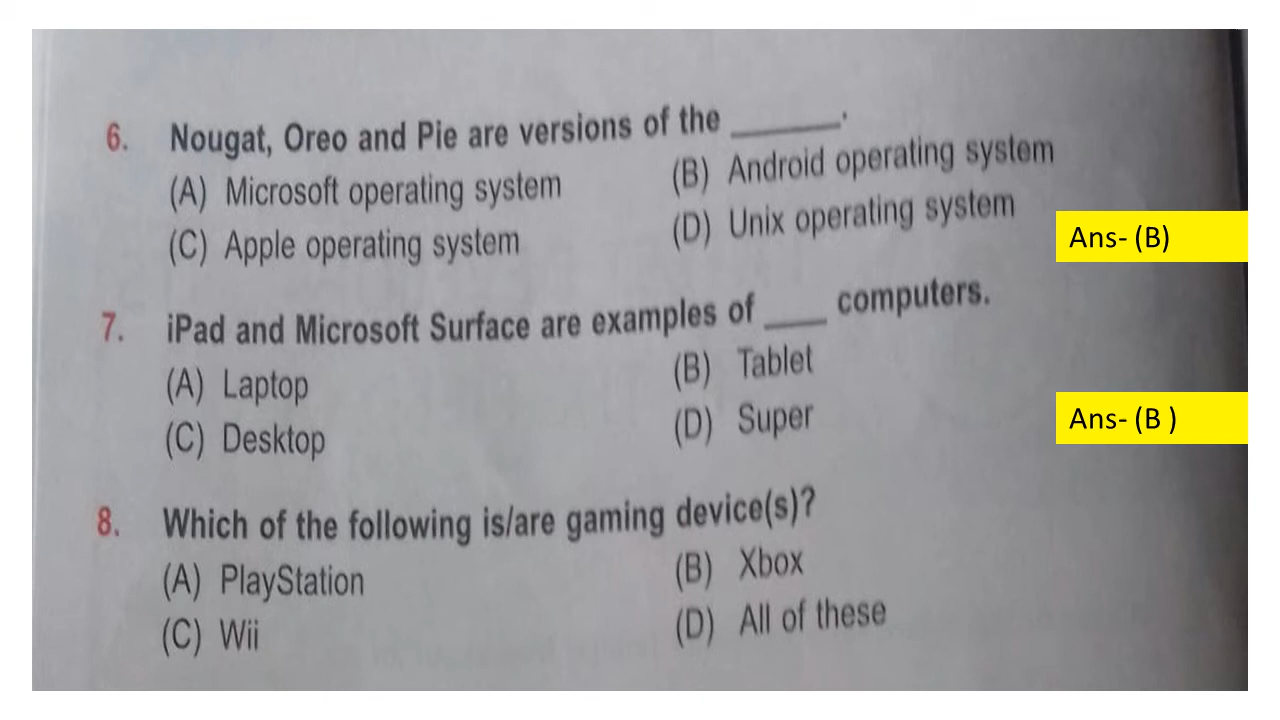 6. Nougat, Oreo and Pie are versions of the ______.
(A) Microsoft operating system (B) Android operating system
(C) Apple operating system (D) Unix operating system
Ans- (B)
7. iPad and Microsoft Surface are examples of ____ computers.
(A) Laptop (B) Tablet
(C) Desktop (D) Super
Ans- (B )
8. Which of the following is/are gaming device(s)?
(A) PlayStation (B) Xbox
(C) Wii (D) All of these